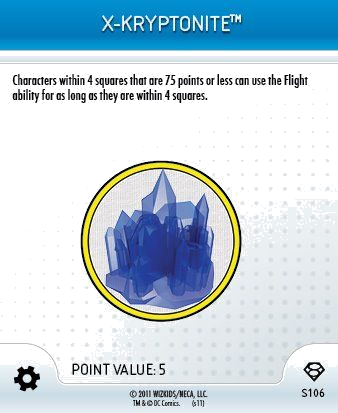 X-KRYPTONITE™
Characters within 4 squares that are 75 points or less can use the Flight
ability for as long as they are within 4 squares.
POINT VALUE: 5
S106
© 2011 WIZKIDS/NECA, LLC.
TM & © DC Comics. (s11)